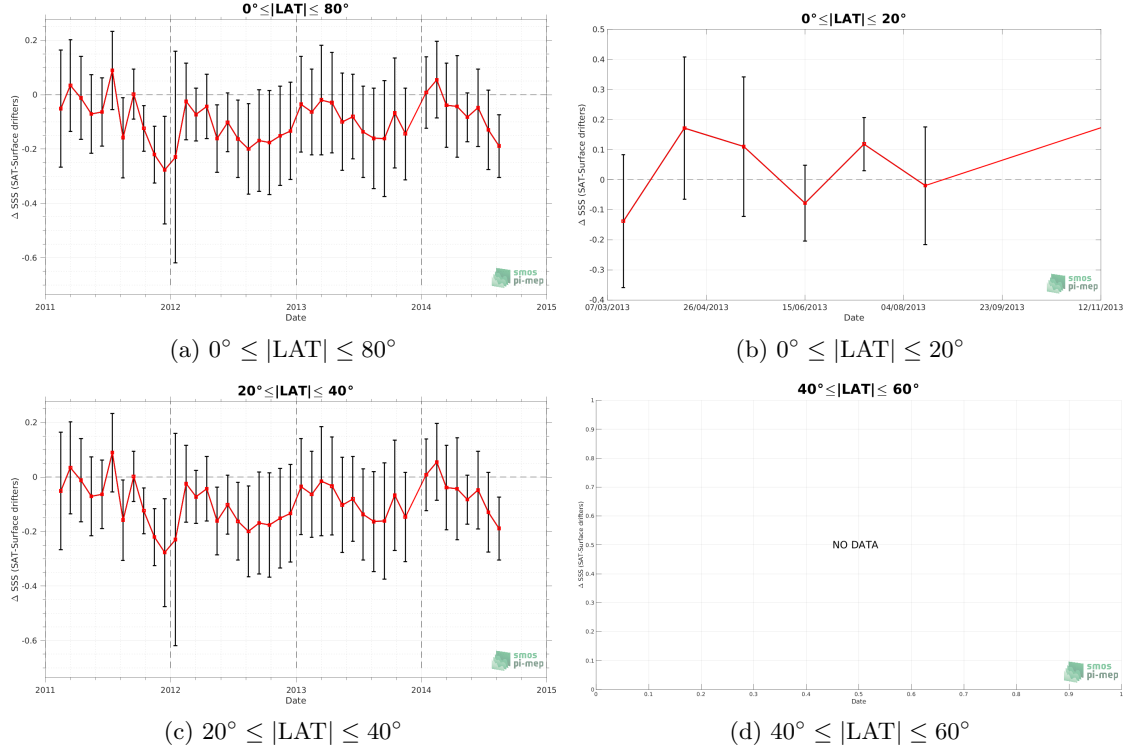 0°≤|LAT|≤ 80°
0.2
0
-0.2
-0.4
-0.6
Δ SSS (SAT-Surface drifters)
2011
2012
2013
2014
2015
Date
smos
pi-mep
(a) 0° ≤ |LAT| ≤ 80°
0°≤|LAT|≤ 20°
0.5
0.4
0.3
0.2
0.1
0
-0.1
-0.2
-0.3
-0.4
Δ SSS (SAT-Surface drifters)
07/03/2013
26/04/2013
15/06/2013
04/08/2013
23/09/2013
12/11/2013
Date
smos
pi-mep
(b) 0° ≤ |LAT| ≤ 20°
20°≤|LAT|≤ 40°
0.2
0
-0.2
-0.4
-0.6
Δ SSS (SAT-Surface drifters)
2011
2012
2013
2014
2015
Date
smos
pi-mep
(c) 20° ≤ |LAT| ≤ 40°
40°≤|LAT|≤ 60°
1
0.9
0.8
0.7
0.6
0.5
0.4
0.3
0.2
0.1
0
Δ SSS (SAT-Surface drifters)
NO DATA
0
0.1
0.2
0.3
0.4
0.5
0.6
0.7
0.8
0.9
1
Date
smos
pi-mep
(d) 40° ≤ |LAT| ≤ 60°